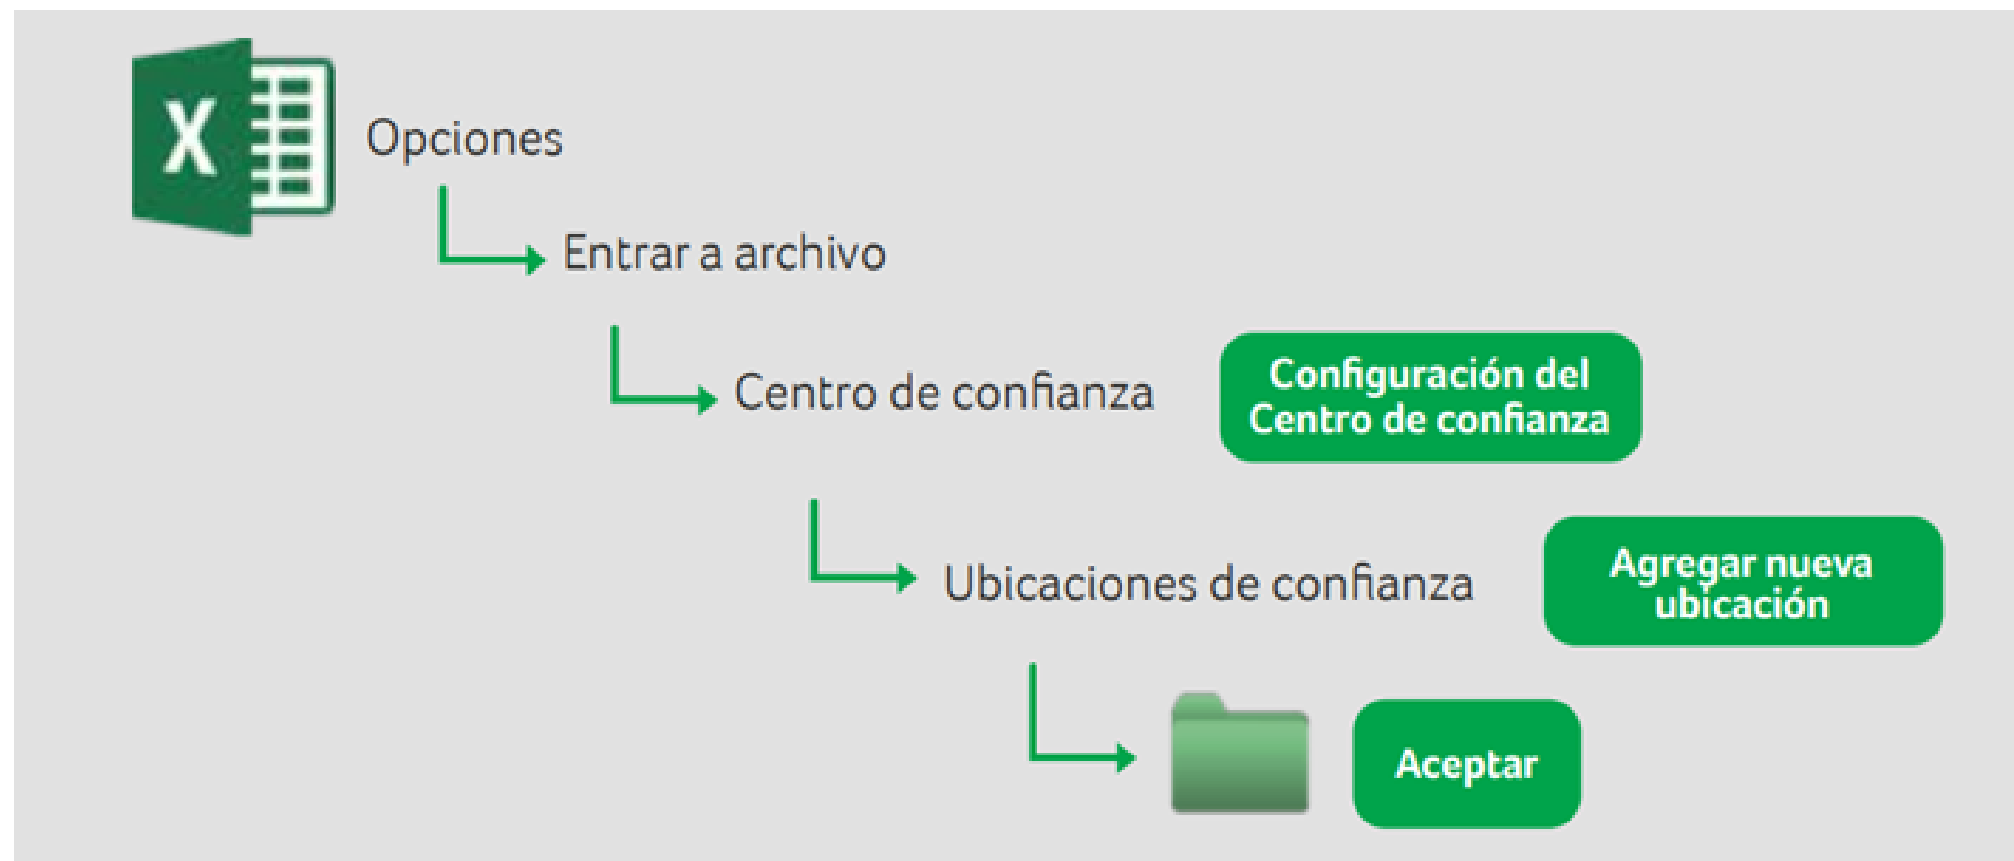 X
Opciones
Entrar a archivo
Centro de confianza
Configuración del
Centro de confianza
Ubicaciones de confianza
Agregar nueva
ubicación
Aceptar